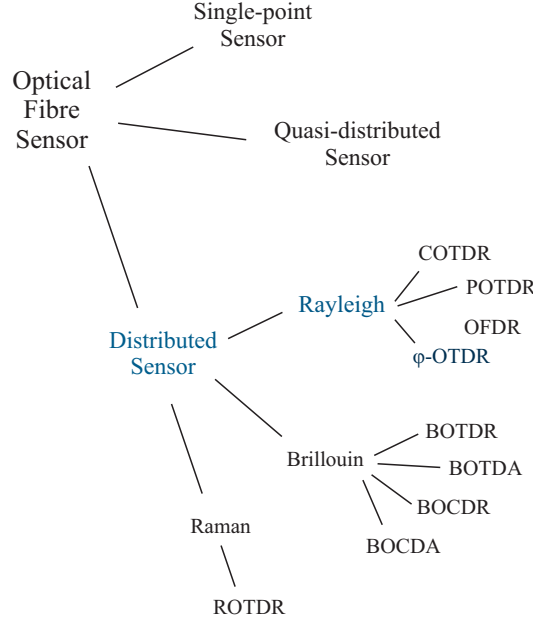 Single-point
Sensor
Optical
Fibre
Sensor
Quasi-distributed
Sensor
COTDR
POTDR
Rayleigh
OFDR
φ-OTDR
Distributed
Sensor
BOTDR
Brillouin
BOTDA
BOCDR
BOCDA
Raman
ROTDR